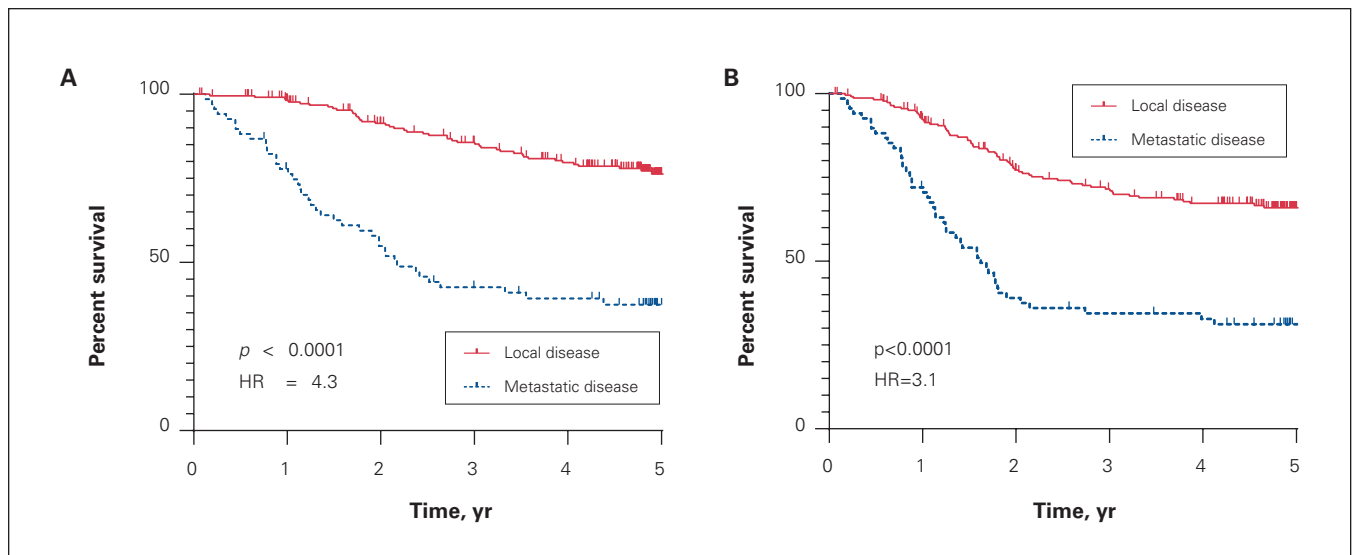 A
Percent survival
100
50
0
p < 0.0001
HR = 4.3
Local disease
Metastatic disease
0 1 2 3 4 5
Time, yr
B
Percent survival
100
50
0
Local disease
Metastatic disease
p<0.0001
HR=3.1
0 1 2 3 4 5
Time, yr